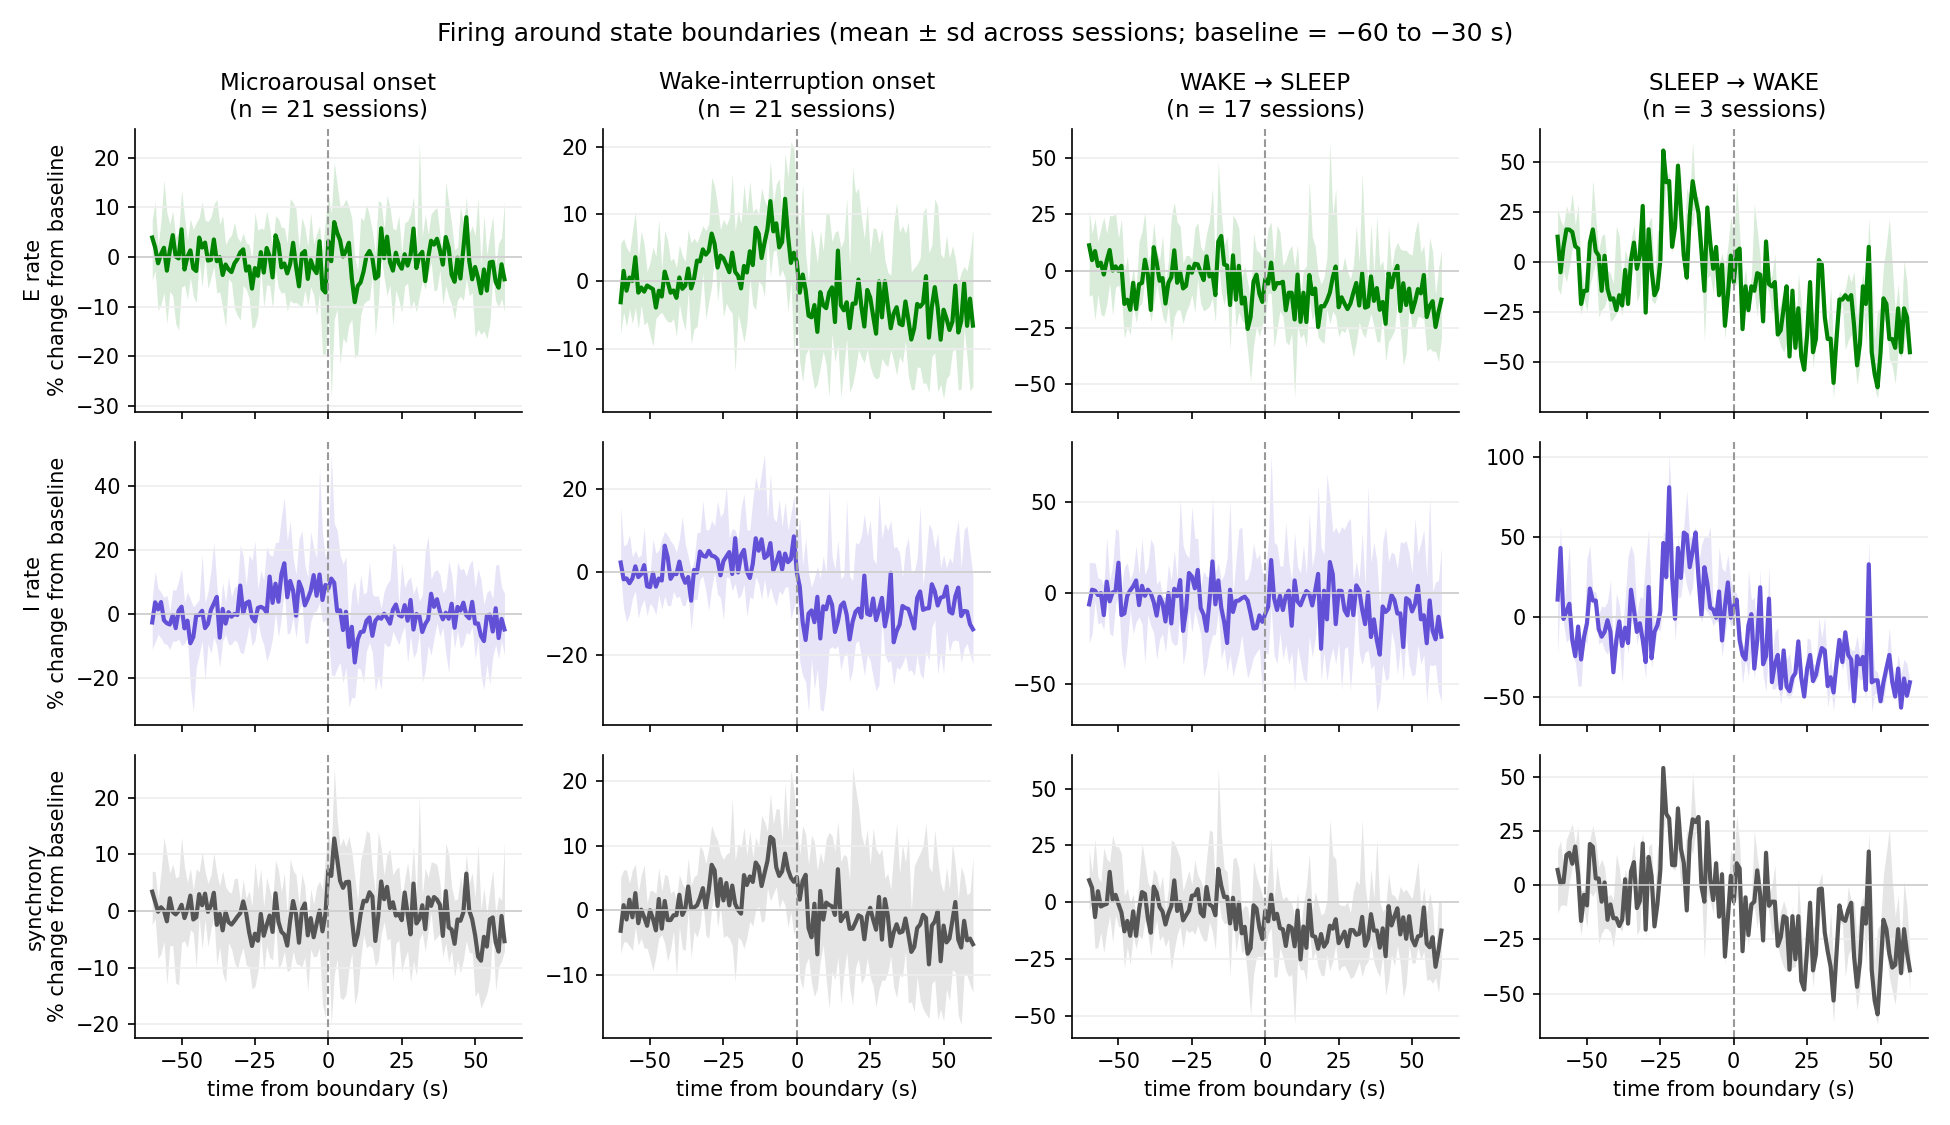 Firing around state boundaries (mean ± sd across sessions; baseline = −60 to −30 s)
Microarousal onset
(n = 21 sessions)
Wake-interruption onset
(n = 21 sessions)
WAKE → SLEEP
(n = 17 sessions)
SLEEP → WAKE
(n = 3 sessions)
E rate
% change from baseline
20
10
0
−10
−20
−30
20
10
0
−10
50
25
0
−25
−50
50
25
0
−25
−50
I rate
% change from baseline
40
20
0
−20
20
0
−20
50
0
−50
100
50
0
−50
synchrony
% change from baseline
20
10
0
−10
−20
20
10
0
−10
50
25
0
−25
−50
50
25
0
−25
−50
−50 −25 0 25 50
−50 −25 0 25 50
−50 −25 0 25 50
−50 −25 0 25 50
time from boundary (s)
time from boundary (s)
time from boundary (s)
time from boundary (s)